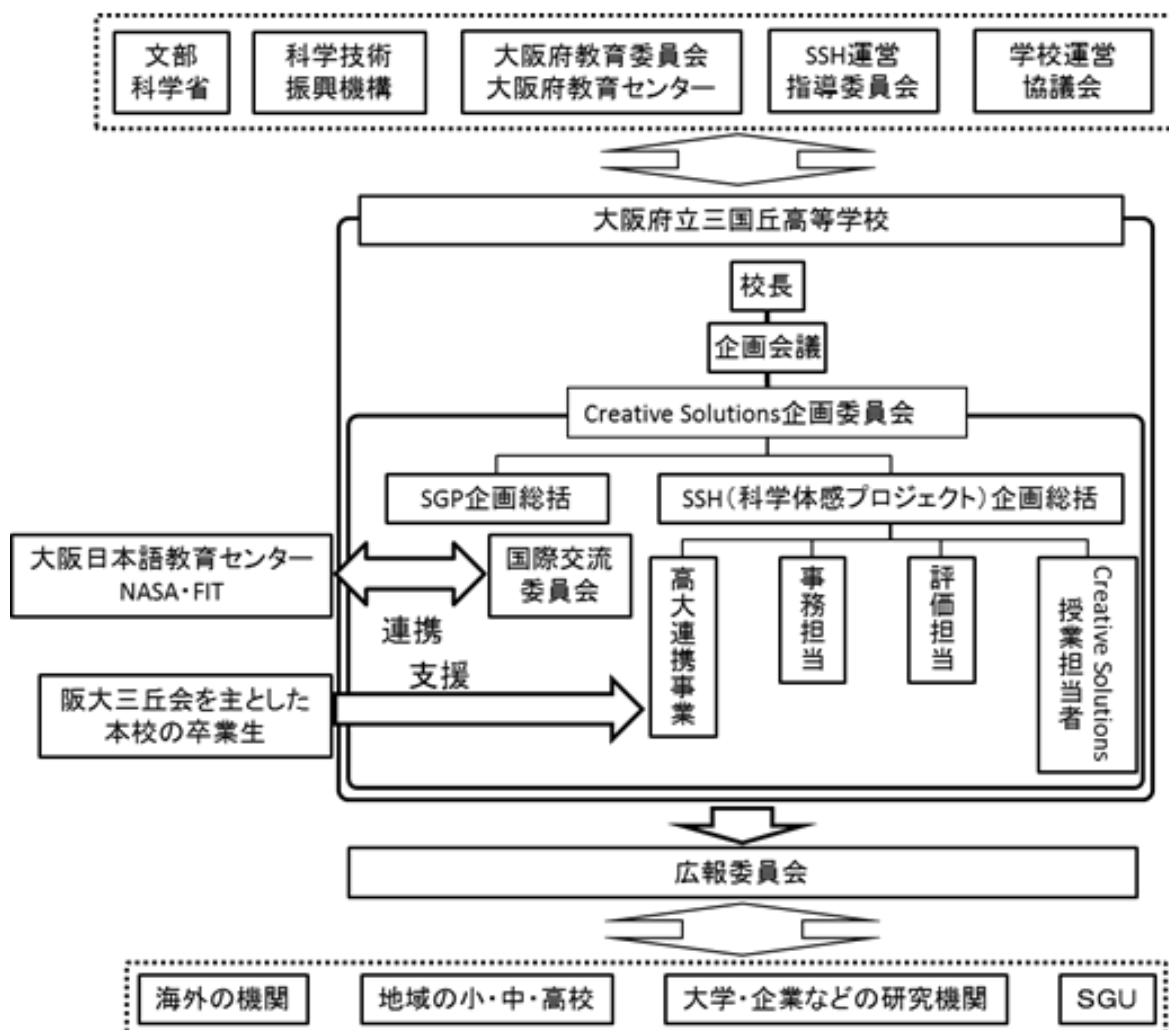 文部
科学省
科学技術
振興機構
大阪府教育委員会
大阪府教育センター
SSH運営
指導委員会
学校運営
協議会
大阪府立三国丘高等学校
校長
企画会議
Creative Solutions企画委員会
SGP企画総括
SSH(科学体感プロジェクト)企画総括
大阪日本語教育センター
NASA・FIT
国際交流
委員会
連携
支援
高大連携事業
事務担当
評価担当
Creative Solutions
授業担当者
阪大三丘会を主とした
本校の卒業生
広報委員会
海外の機関
地域の小・中・高校
大学・企業などの研究機関
SGU